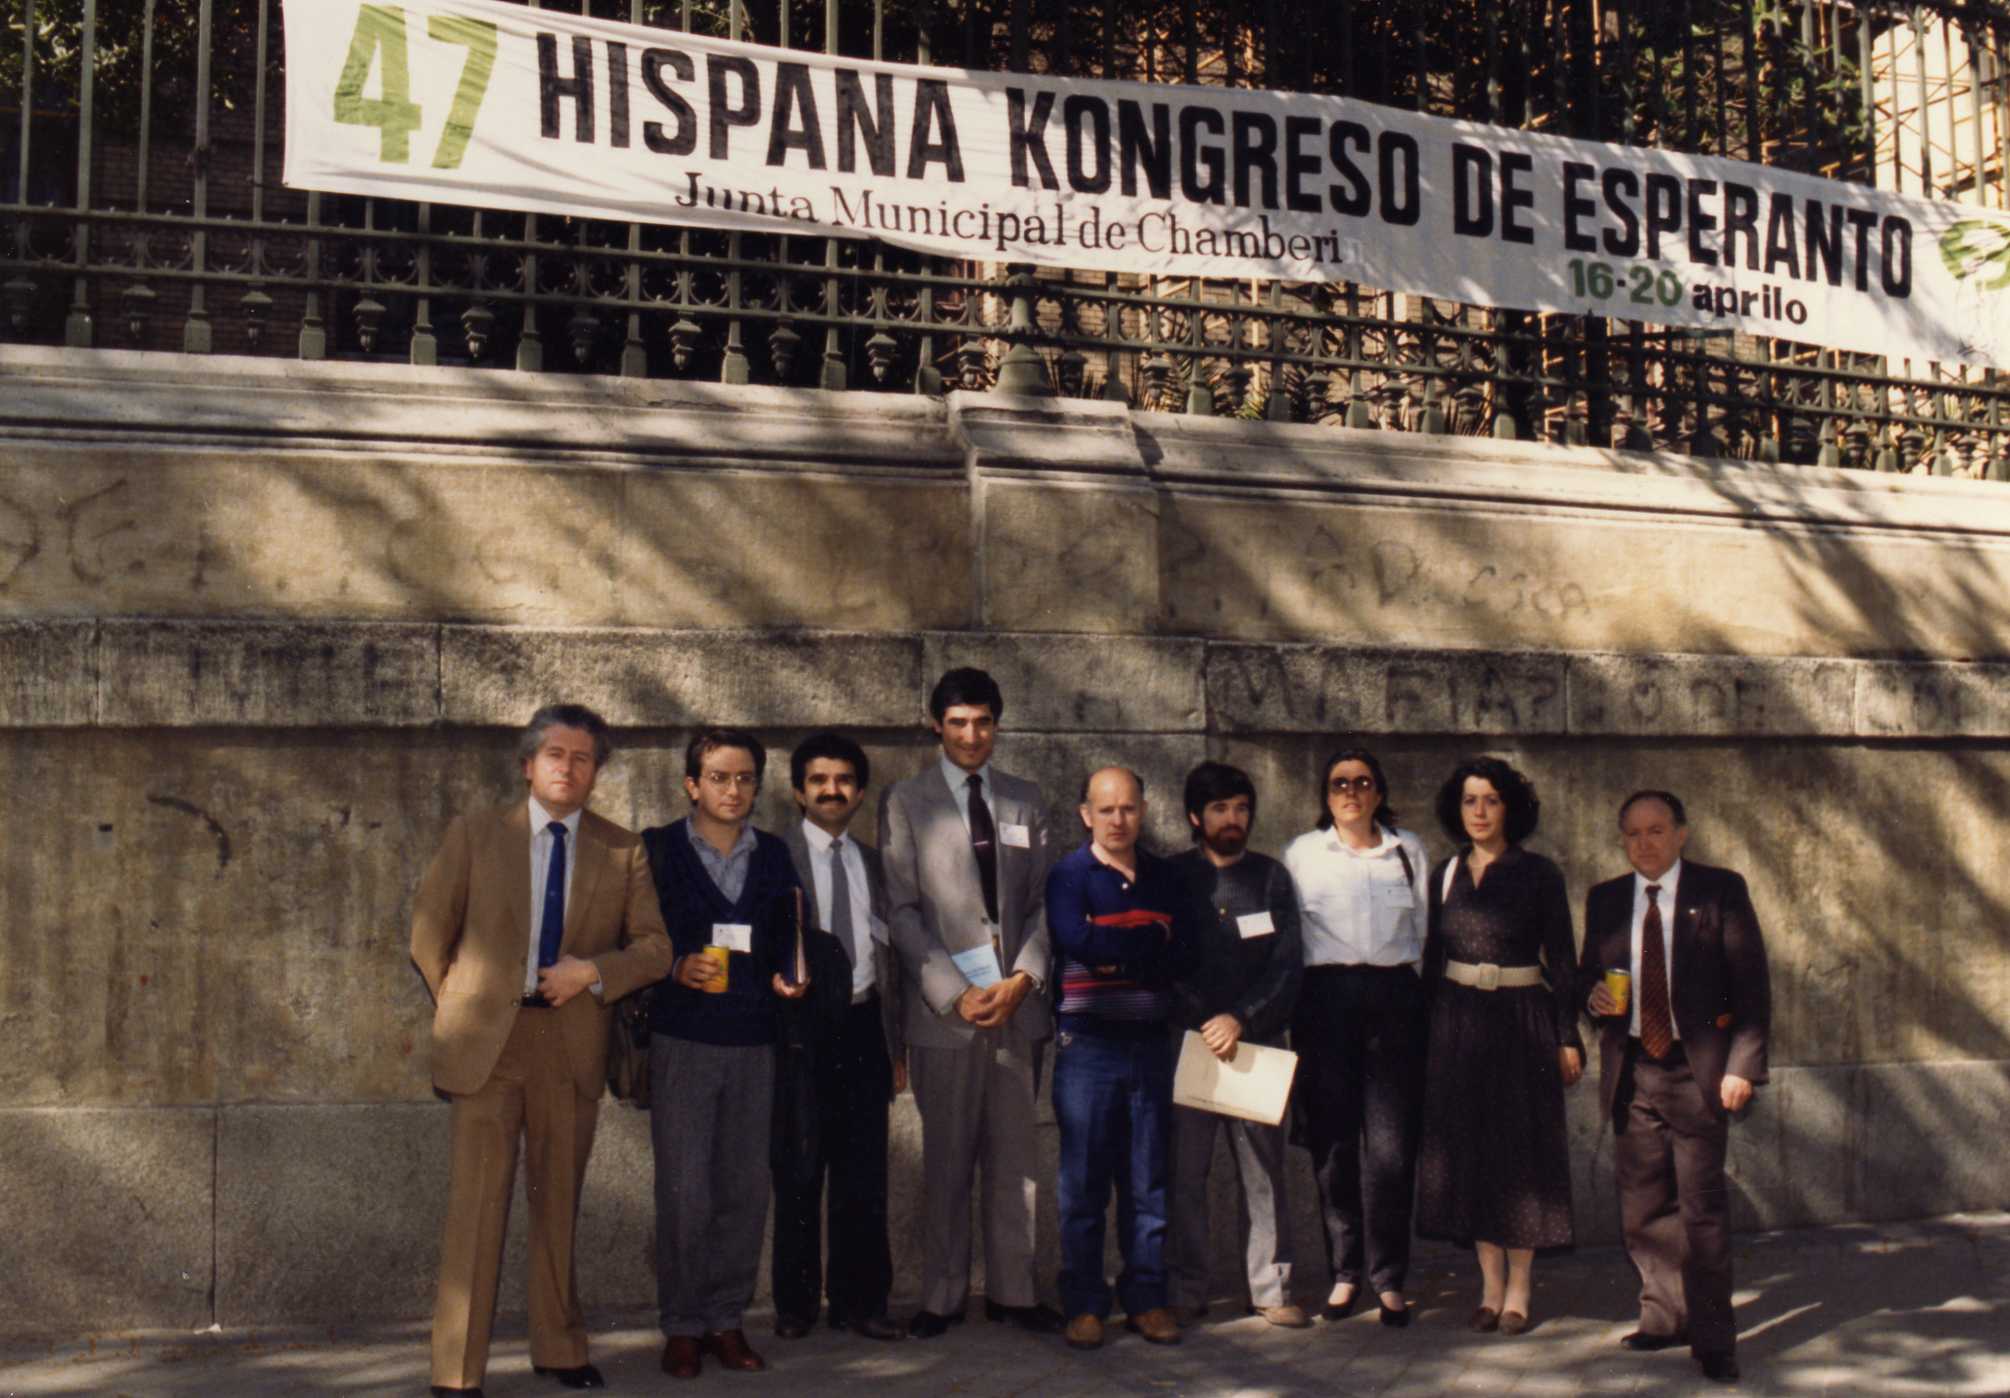 47 HISPANA KONGRESO DE ESPERANTO
Junta Municipal de Chamberi
16-20 aprilo